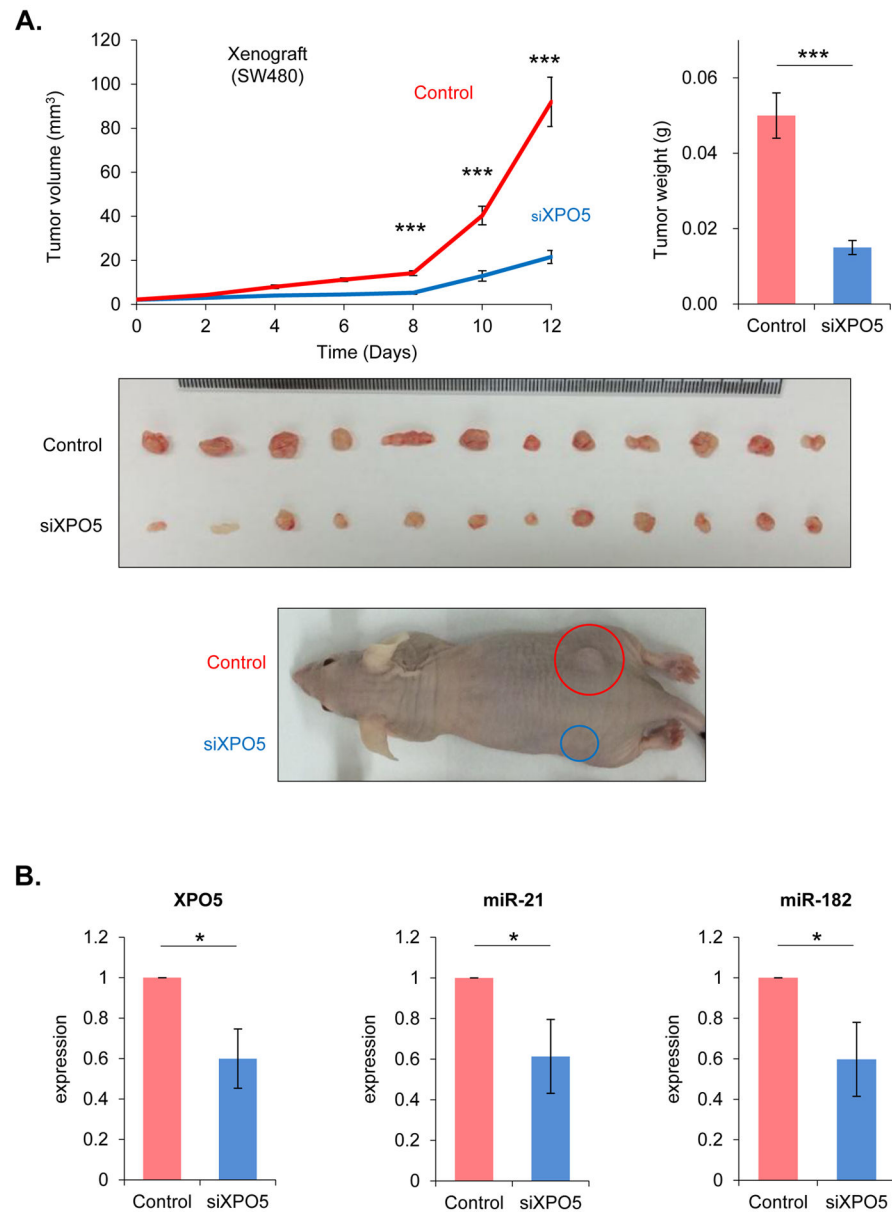 A.
Xenograft
(SW480)
Control
siXPO5
***
***
***
Tumor volume (mm³)
120
100
80
60
40
20
0
0 2 4 6 8 10 12
Time (Days)
***
Tumor weight (g)
0.06
0.04
0.02
0.00
Control siXPO5
Control
siXPO5
Control
siXPO5
B.
XPO5
*
expression
1.2
1
0.8
0.6
0.4
0.2
0
Control siXPO5
miR-21
*
expression
1.2
1
0.8
0.6
0.4
0.2
0
Control siXPO5
miR-182
*
expression
1.2
1
0.8
0.6
0.4
0.2
0
Control siXPO5